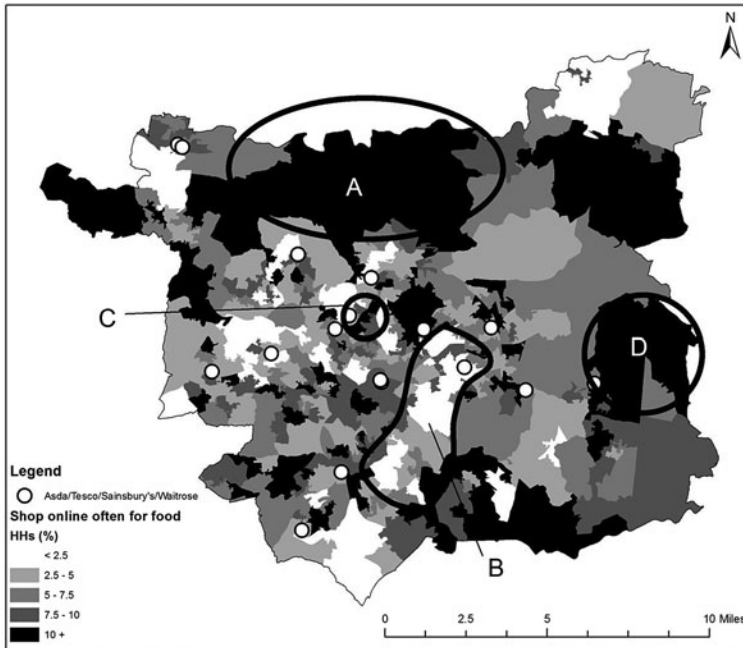 N
A
C
D
B
Legend
Asda/Tesco/Sainsbury's/Waitrose
Shop online often for food
HHs (%)
< 2.5
2.5 - 5
5 - 7.5
7.5 - 10
10 +
0 2.5 5 10 Miles